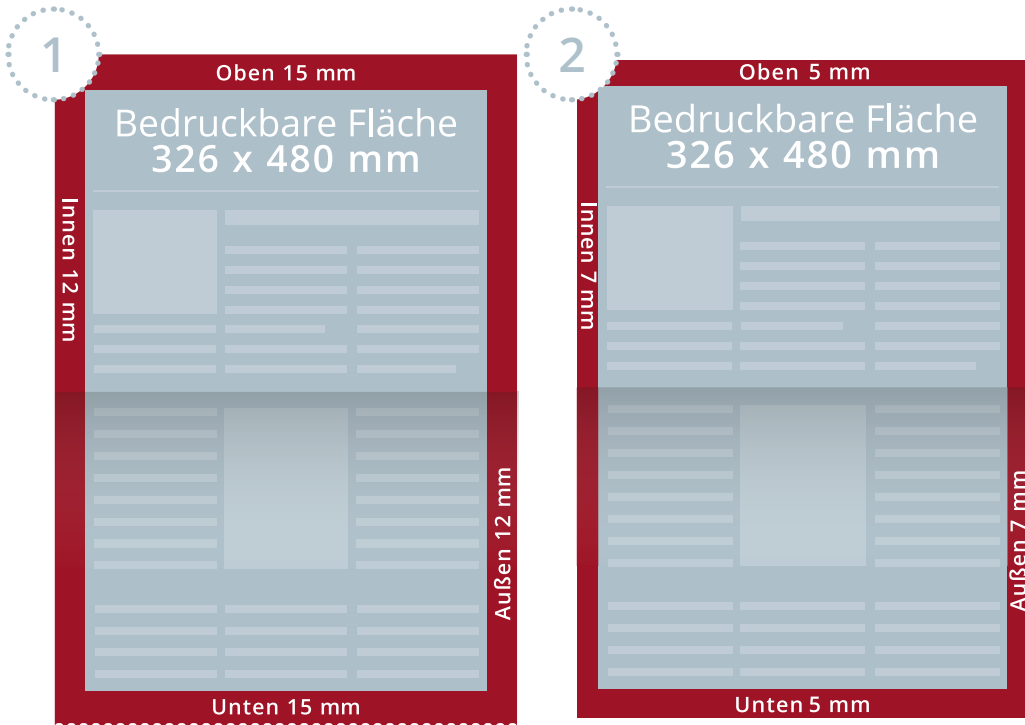 1
Oben 15 mm
Bedruckbare Fläche
326 x 480 mm
Innen 12 mm
Außen 12 mm
Unten 15 mm
2
Oben 5 mm
Bedruckbare Fläche
326 x 480 mm
Innen 7 mm
Außen 7 mm
Unten 5 mm